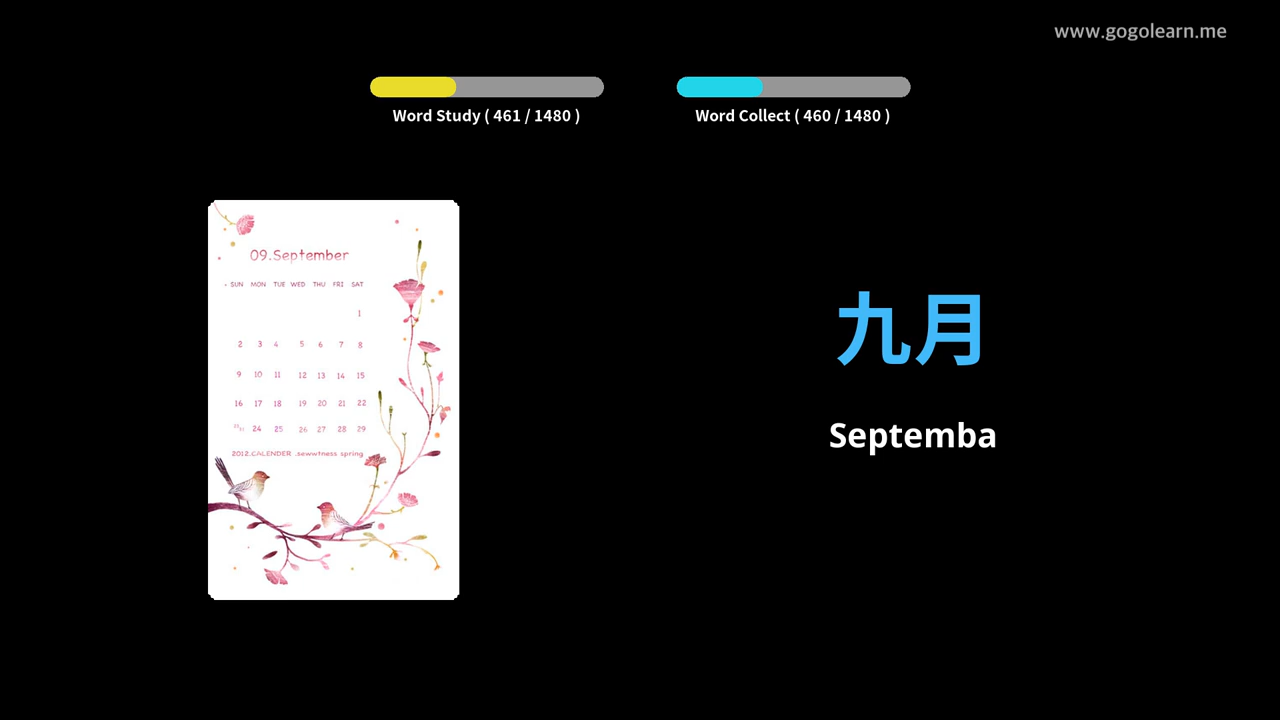 www.gogolearn.me
Word Study ( 461 / 1480 )
Word Collect ( 460 / 1480 )
09.September
SUN MON TUE WED THU FRI SAT
1
2 3 4 5 6 7 8
9 10 11 12 13 14 15
16 17 18 19 20 21 22
24 25 26 27 28 29
2012.CALENDER .sewwtness spring
九月
Septemba